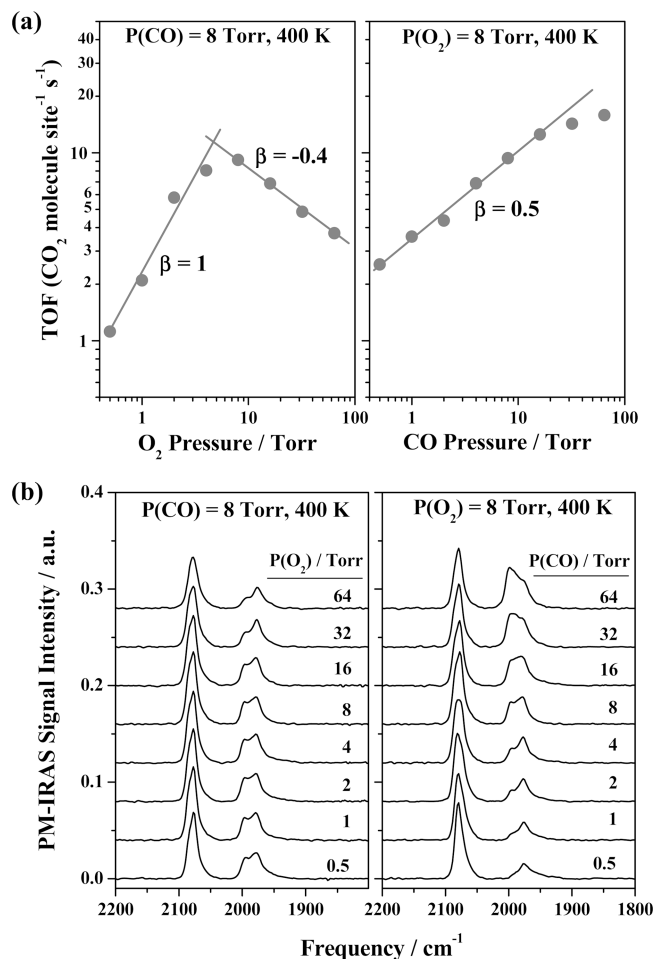 (a)
P(CO) = 8 Torr, 400 K
P(O2) = 8 Torr, 400 K
TOF (CO2 molecule site-1 s-1)
50
40
30
20
10
8
6
5
4
3
2
1
β = 1
β = -0.4
β = 0.5
1 10 100
1 10 100
O2 Pressure / Torr
CO Pressure / Torr
(b)
P(CO) = 8 Torr, 400 K
P(O2) = 8 Torr, 400 K
PM-IRAS Signal Intensity / a.u.
0.4
0.3
0.2
0.1
0.0
P(O2) / Torr
64
32
16
8
4
2
1
0.5
P(CO) / Torr
64
32
16
8
4
2
1
0.5
2200 2100 2000 1900
2200 2100 2000 1900 1800
Frequency / cm-1